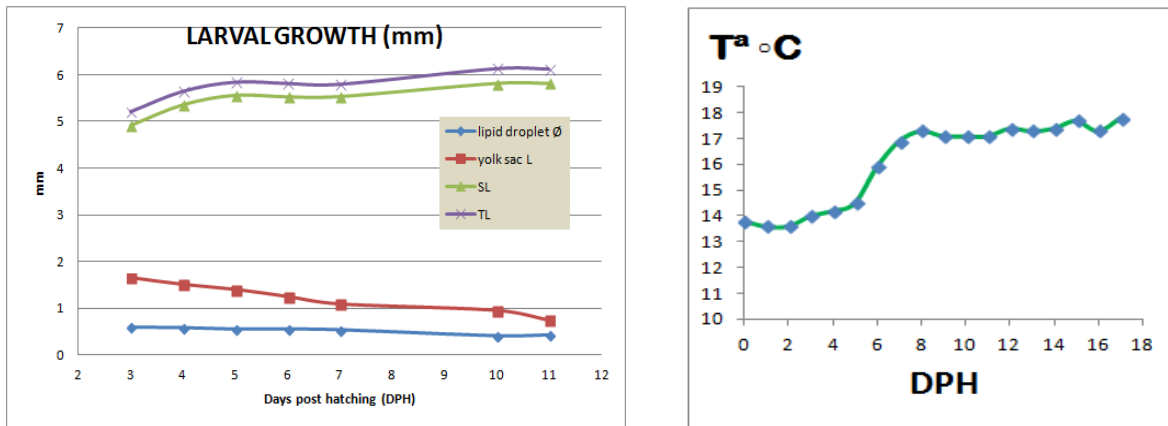 LARVAL GROWTH (mm)
7
6
5
4
3
2
1
0
mm
lipid droplet Ø
yolk sac L
SL
TL
2 3 4 5 6 7 8 9 10 11 12
Days post hatching (DPH)
Tª ◦C
19
18
17
16
15
14
13
12
11
10
0 2 4 6 8 10 12 14 16 18
DPH